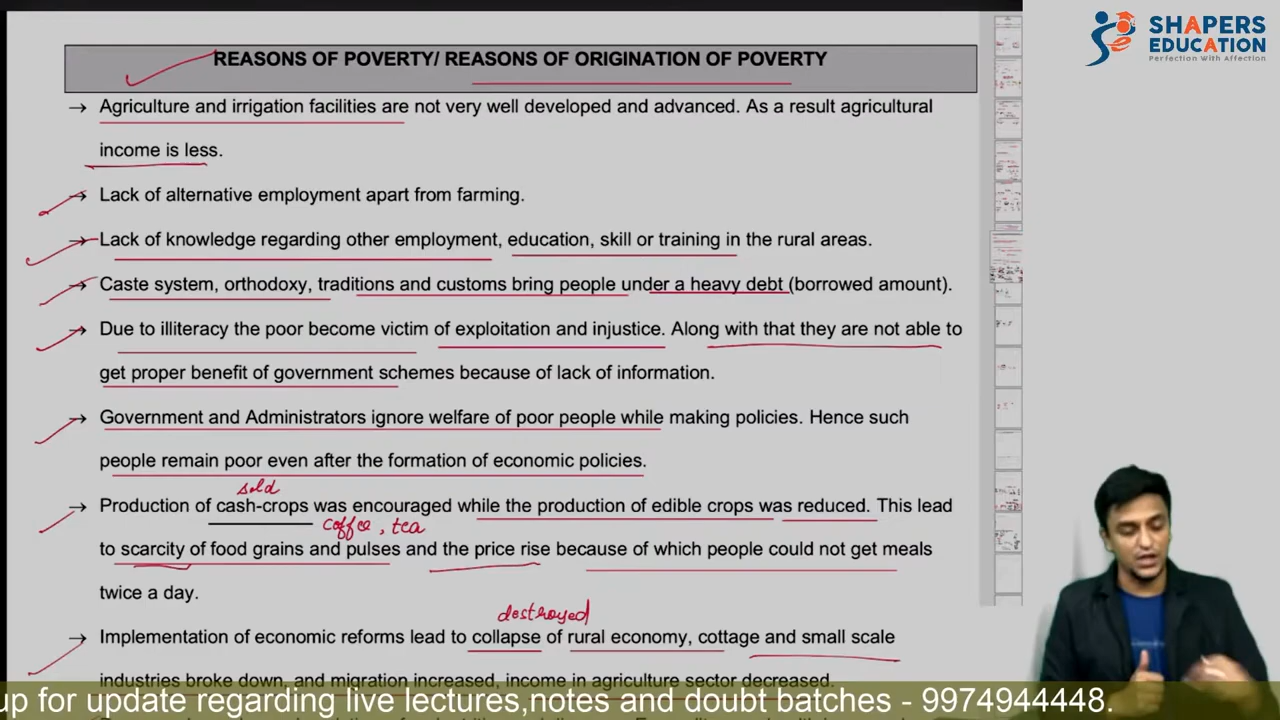 SHAPERS
EDUCATION
Perfection With Affection
REASONS OF POVERTY/ REASONS OF ORIGINATION OF POVERTY
→ Agriculture and irrigation facilities are not very well developed and advanced. As a result agricultural
income is less.
→ Lack of alternative employment apart from farming.
→ Lack of knowledge regarding other employment, education, skill or training in the rural areas.
→ Caste system, orthodoxy, traditions and customs bring people under a heavy debt (borrowed amount).
→ Due to illiteracy the poor become victim of exploitation and injustice. Along with that they are not able to
get proper benefit of government schemes because of lack of information.
→ Government and Administrators ignore welfare of poor people while making policies. Hence such
people remain poor even after the formation of economic policies.
sold
→ Production of cash-crops was encouraged while the production of edible crops was reduced. This lead
coffee, tea
to scarcity of food grains and pulses and the price rise because of which people could not get meals
twice a day.
destroyed
→ Implementation of economic reforms lead to collapse of rural economy, cottage and small scale
industries broke down, and migration increased, income in agriculture sector decreased.
up for update regarding live lectures,notes and doubt batches - 9974944448.